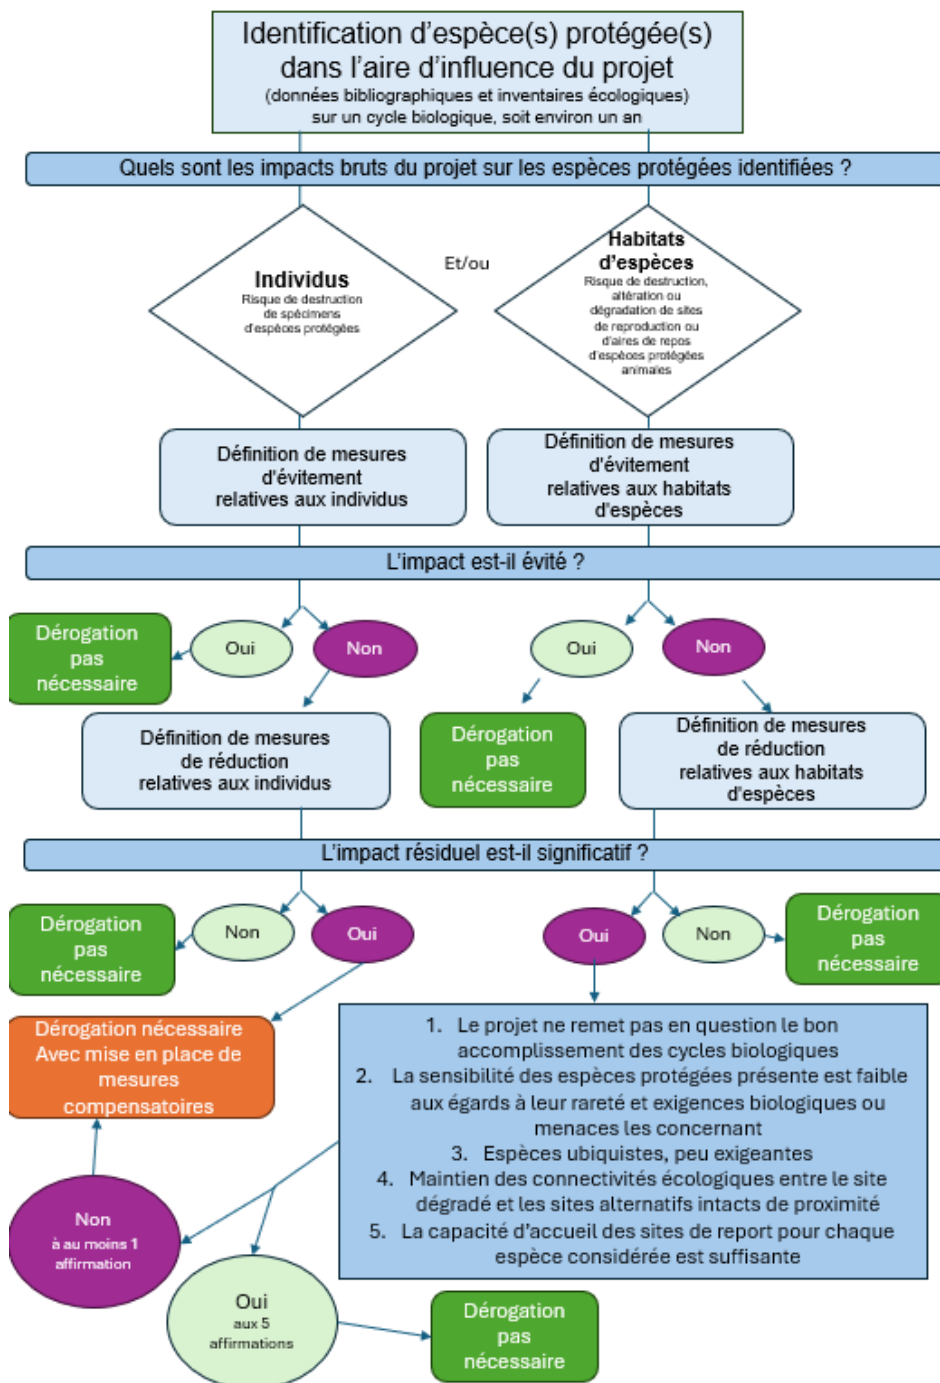 Identification d'espèce(s) protégée(s)
dans l'aire d'influence du projet
(données bibliographiques et inventaires écologiques)
sur un cycle biologique, soit environ un an
Quels sont les impacts bruts du projet sur les espèces protégées identifiées ?
Individus
Risque de destruction
de spécimens
d'espèces protégées
Et/ou
Habitats
d'espèces
Risque de destruction,
altération ou
dégradation de sites
de reproduction ou
d'aires de repos
d'espèces protégées
animales
Définition de mesures
d'évitement
relatives aux individus
Définition de mesures
d'évitement
relatives aux habitats
d'espèces
L'impact est-il évité ?
Dérogation
pas
nécessaire
Oui
Non
Oui
Non
Définition de mesures
de réduction
relatives aux individus
Dérogation
pas
nécessaire
Définition de mesures
de réduction
relatives aux habitats
d'espèces
L'impact résiduel est-il significatif ?
Dérogation
pas
nécessaire
Non
Oui
Oui
Non
Dérogation
pas
nécessaire
Dérogation nécessaire
Avec mise en place de
mesures
compensatoires
1. Le projet ne remet pas en question le bon
accomplissement des cycles biologiques
2. La sensibilité des espèces protégées présente est faible
aux égards à leur rareté et exigences biologiques ou
menaces les concernant
3. Espèces ubiquistes, peu exigeantes
4. Maintien des connectivités écologiques entre le site
dégradé et les sites alternatifs intacts de proximité
5. La capacité d'accueil des sites de report pour chaque
espèce considérée est suffisante
Non
à au moins 1
affirmation
Oui
aux 5
affirmations
Dérogation
pas
nécessaire